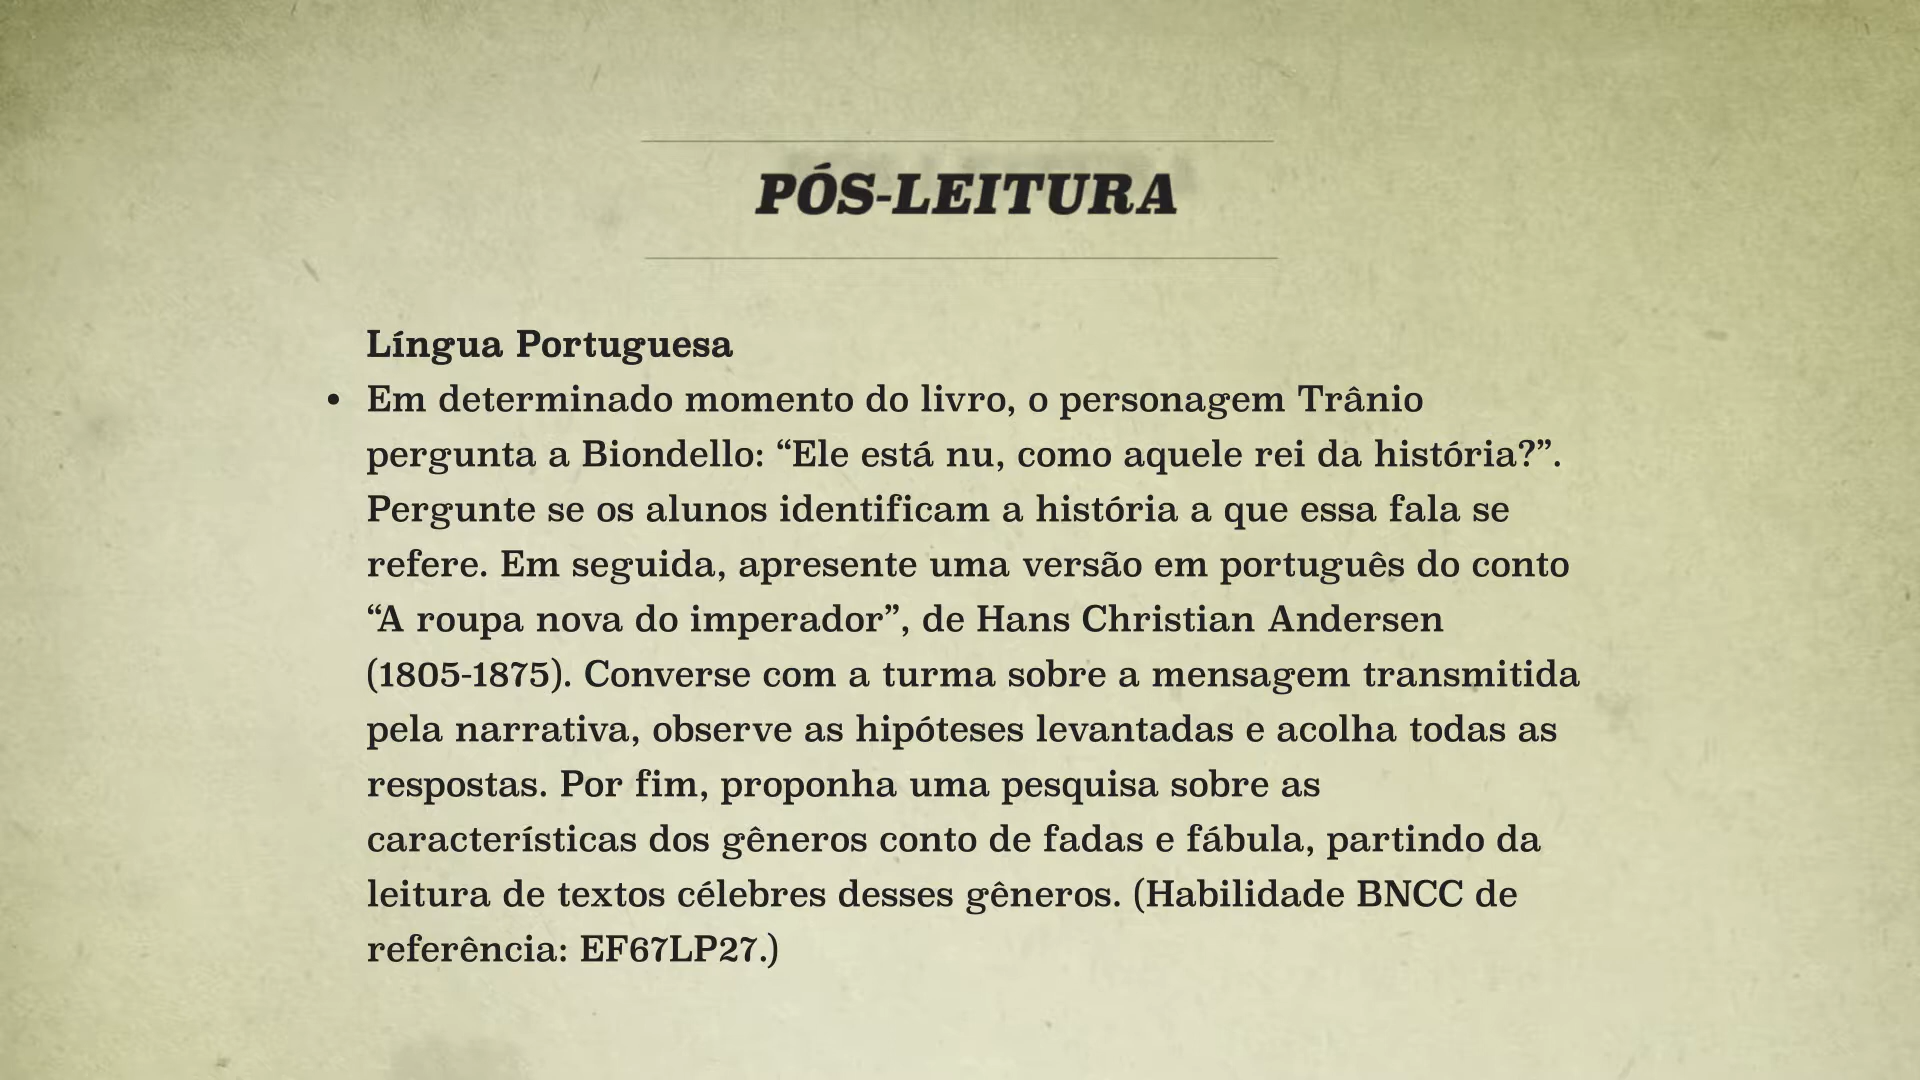 PÓS-LEITURA
Língua Portuguesa
• Em determinado momento do livro, o personagem Trânio
pergunta a Biondello: “Ele está nu, como aquele rei da história?”.
Pergunte se os alunos identificam a história a que essa fala se
refere. Em seguida, apresente uma versão em português do conto
“A roupa nova do imperador”, de Hans Christian Andersen
(1805-1875). Converse com a turma sobre a mensagem transmitida
pela narrativa, observe as hipóteses levantadas e acolha todas as
respostas. Por fim, proponha uma pesquisa sobre as
características dos gêneros conto de fadas e fábula, partindo da
leitura de textos célebres desses gêneros. (Habilidade BNCC de
referência: EF67LP27.)